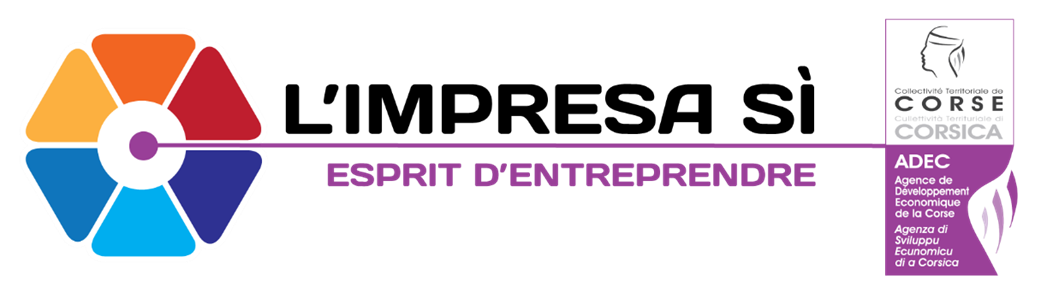 L'IMPRESA SÌ
ESPRIT D'ENTREPRENDRE
Collectivité Territoriale de
CORSE
Cullettività Territuriale di
CORSICA
ADEC
Agence de
Développement
Economique
de la Corse
Agenza di
Sviluppu
Ecunomicu
di a Corsica